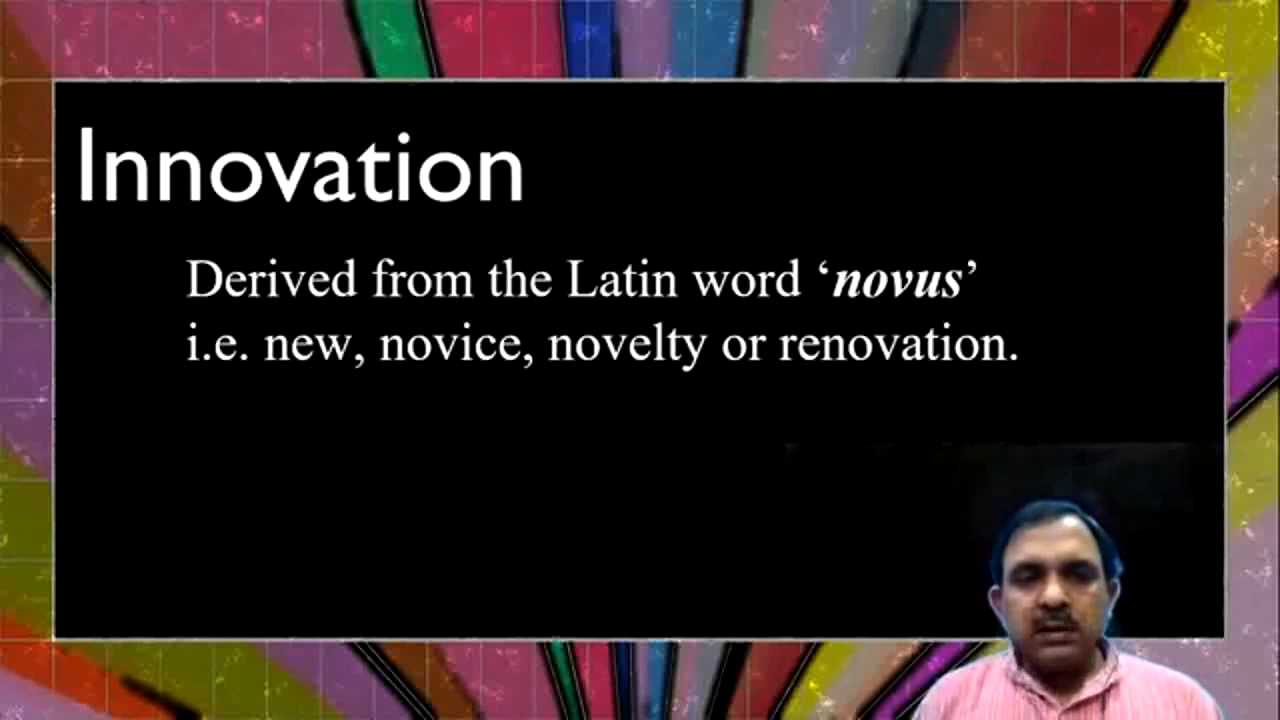 Innovation
Derived from the Latin word ‘novus’
i.e. new, novice, novelty or renovation.